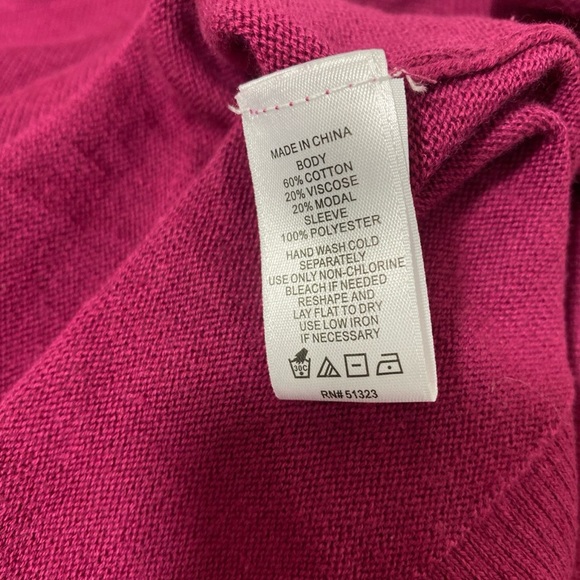 MADE IN CHINA
BODY
60% COTTON
20% VISCOSE
20% MODAL
SLEEVE
100% POLYESTER
HAND WASH COLD
SEPARATELY
USE ONLY NON-CHLORINE
BLEACH IF NEEDED
RESHAPE AND
LAY FLAT TO DRY
USE LOW IRON
IF NECESSARY
30C
RN# 51323